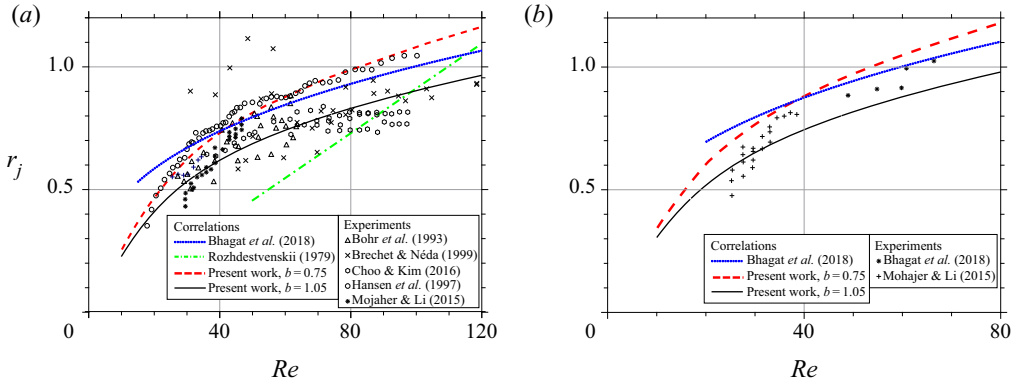 (a)
1.0
0.5
0
r_j
40
80
120
Re
Correlations
Bhagat et al. (2018)
Rozhdestvenskii (1979)
Present work, b = 0.75
Present work, b = 1.05
Experiments
Bohr et al. (1993)
Brechet & Néda (1999)
Choo & Kim (2016)
Hansen et al. (1997)
Mojaher & Li (2015)
(b)
1.0
0.5
0
40
80
Re
Correlations
Bhagat et al. (2018)
Present work, b = 0.75
Present work, b = 1.05
Experiments
Bhagat et al. (2018)
Mohajer & Li (2015)